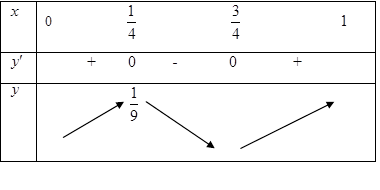 x 0 1/4 3/4 1
y' + 0 - 0 +
y 1/9